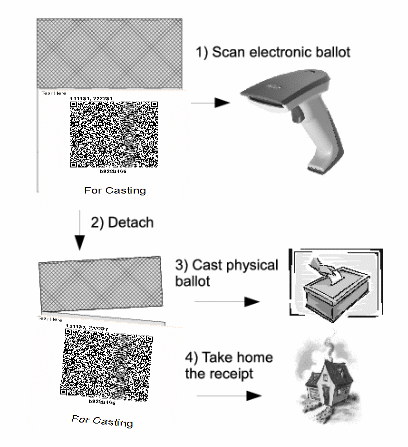 1) Scan electronic ballot
For Casting
2) Detach
3) Cast physical
ballot
4) Take home
the receipt
For Casting